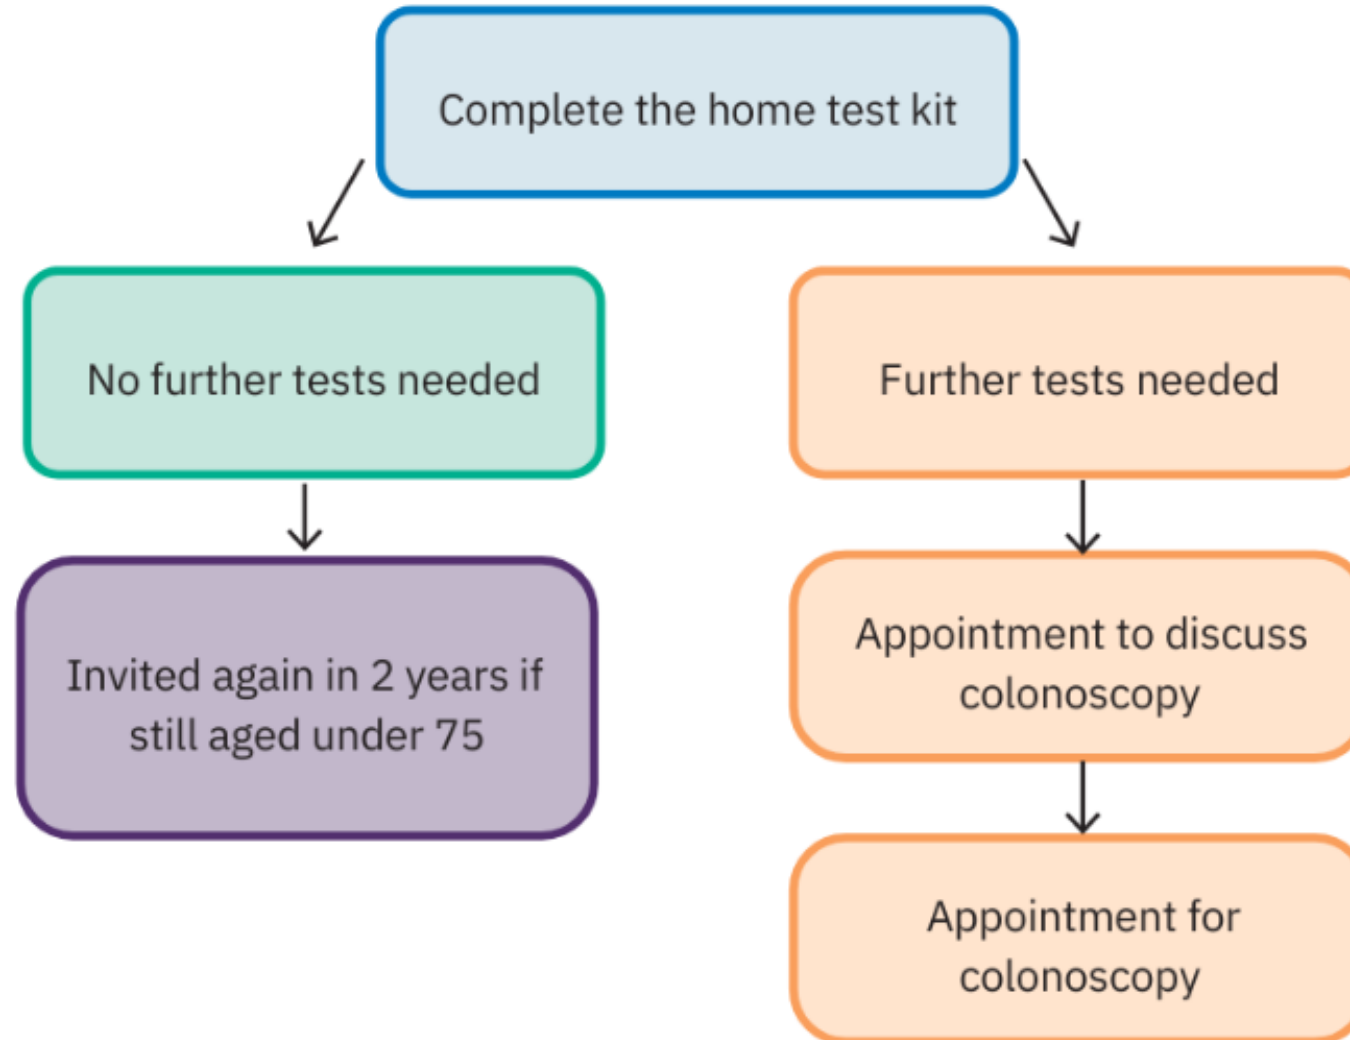 Complete the home test kit
No further tests needed
Further tests needed
Invited again in 2 years if
still aged under 75
Appointment to discuss
colonoscopy
Appointment for
colonoscopy